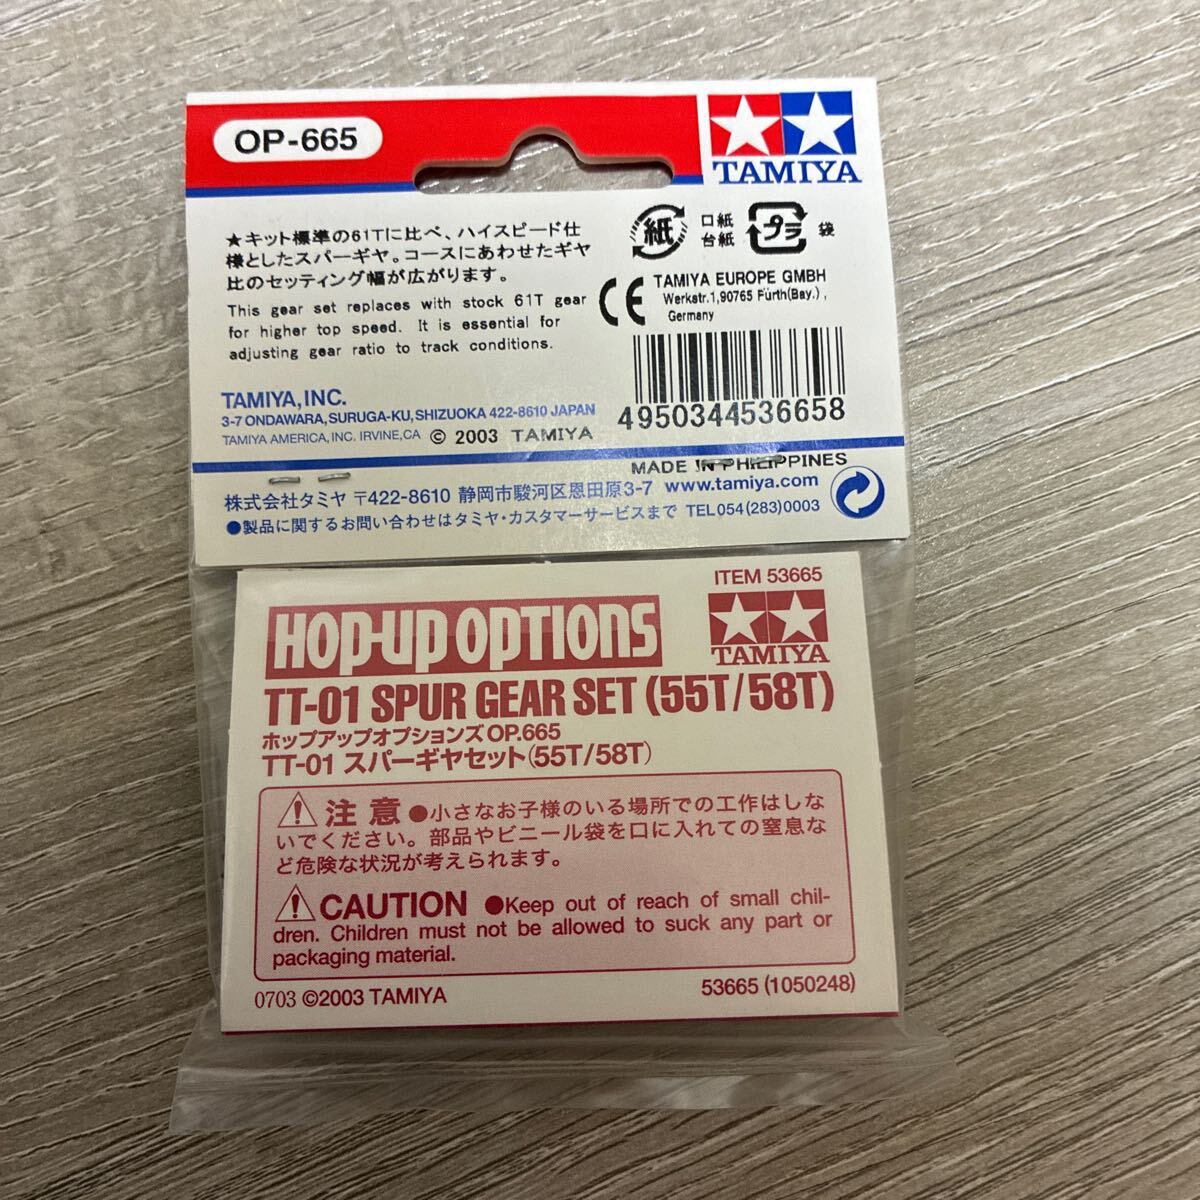 OP-665
TAMIYA
★キット標準の61Tに比べ、ハイスピード仕
様としたスパーギヤ。コースにあわせたギヤ
比のセッティング幅が広がります。
This gear set replaces with stock 61T gear
for higher top speed. It is essential for
adjusting gear ratio to track conditions.
紙
口紙
台紙
プラ
袋
CE
TAMIYA EUROPE GMBH
Werkstr.1,90765 Fürth(Bay.),
Germany
4950344536658
TAMIYA, INC.
3-7 ONDAWARA, SURUGA-KU, SHIZUOKA 422-8610 JAPAN
TAMIYA AMERICA, INC. IRVINE, CA © 2003 TAMIYA
MADE IN PHILIPPINES
株式会社タミヤ 〒422-8610 静岡市駿河区恩田原3-7 www.tamiya.com
●製品に関するお問い合わせはタミヤ・カスタマーサービスまで TEL054(283)0003
ITEM 53665
HOP-UP OPTIONS
TAMIYA
TT-01 SPUR GEAR SET (55T/58T)
ホップアップオプションズOP.665
TT-01 スパーギヤセット(55T/58T)
注意 ●小さなお子様のいる場所での工作はしな
いでください。部品やビニール袋を口に入れての窒息な
ど危険な状況が考えられます。
CAUTION ●Keep out of reach of small chil-
dren. Children must not be allowed to suck any part or
packaging material.
0703 ©2003 TAMIYA
53665 (1050248)